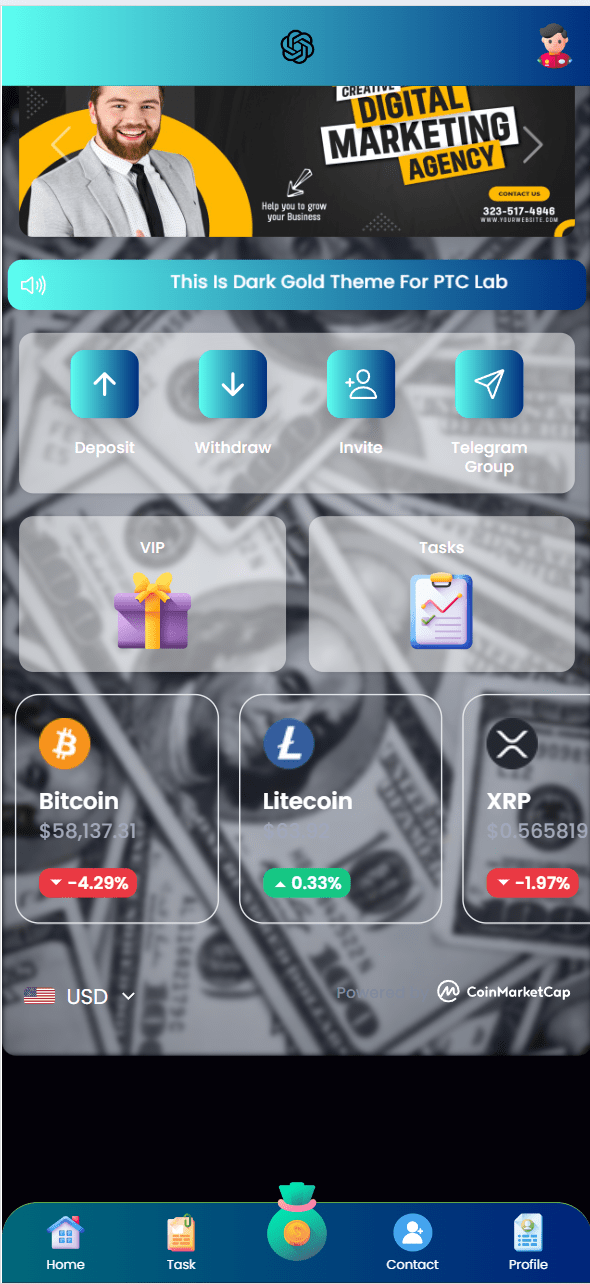 CREATIVE
DIGITAL
MARKETING
AGENCY
Help you to grow
your Business
CONTACT US
323-517-4946
WWW.YOURWEBSITE.COM
This Is Dark Gold Theme For PTC Lab
Deposit
Withdraw
Invite
Telegram
Group
VIP
Tasks
Bitcoin
$58,137.31
-4.29%
Litecoin
0.33%
XRP
$0.565819
-1.97%
USD
Powered
CoinMarketCap
Home
Task
Contact
Profile